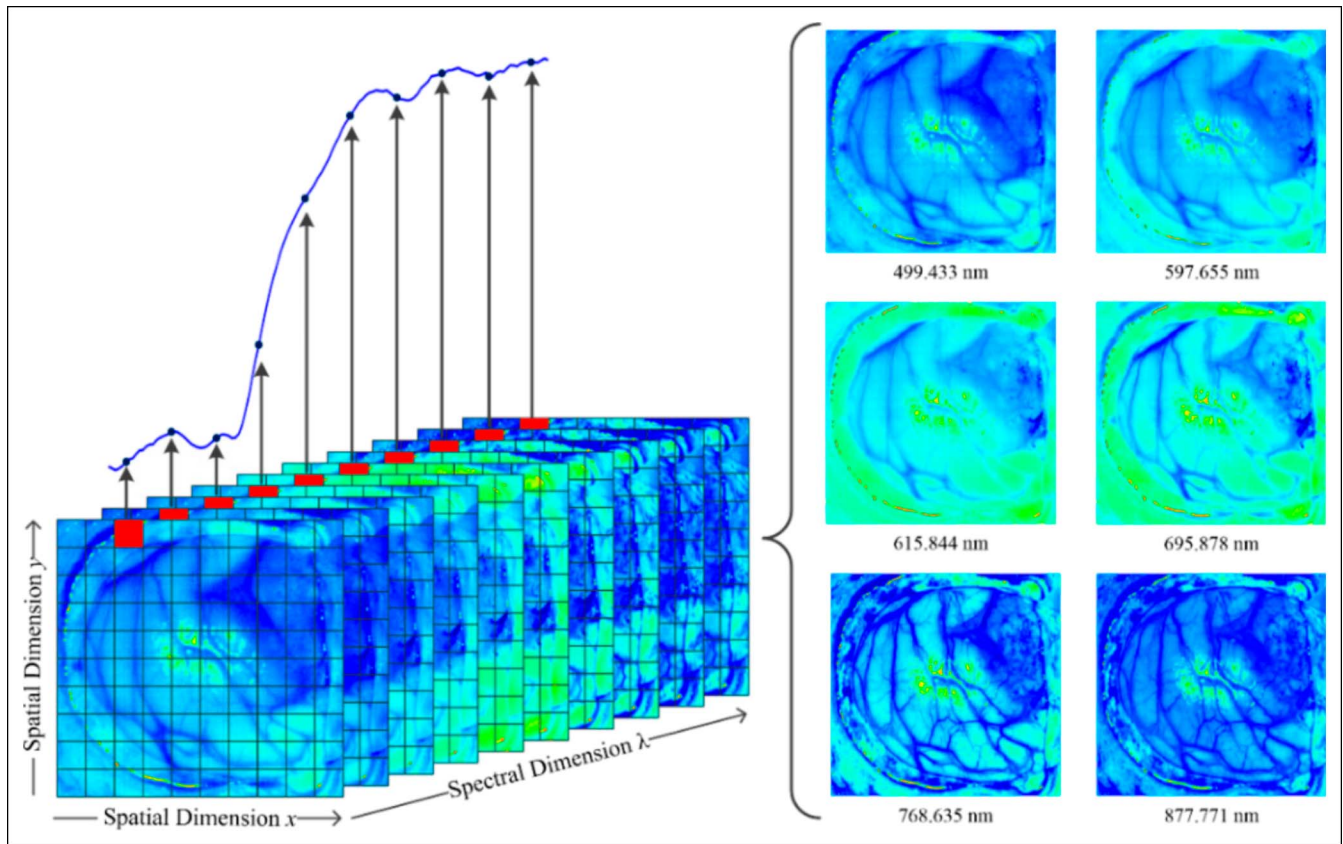 499.433 nm
597.655 nm
615.844 nm
695.878 nm
768.635 nm
877.771 nm
Spatial Dimension y
Spatial Dimension x
Spectral Dimension λ